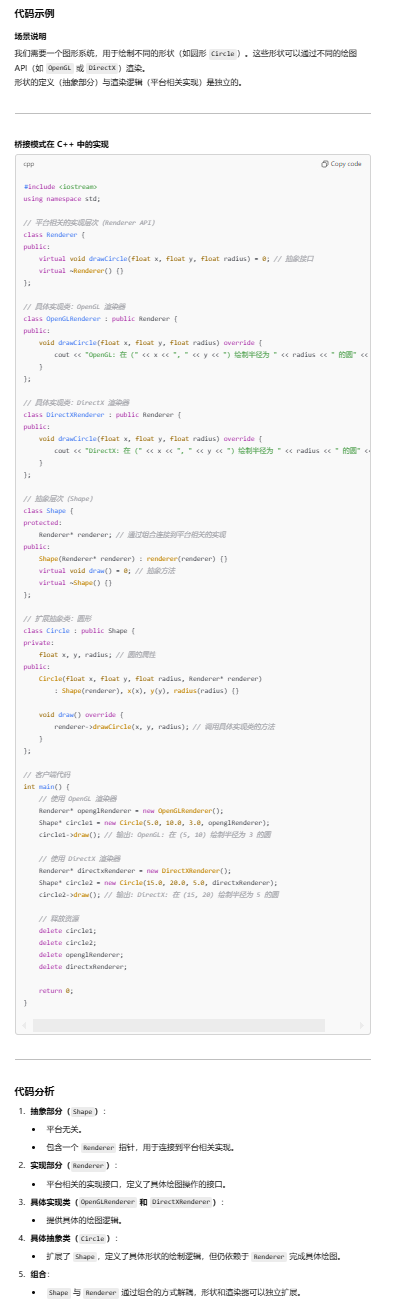 代码示例
场景说明
我们需要一个图形系统，用于绘制不同的形状（如圆形 Circle ）。这些形状可以通过不同的绘图
API（如 OpenGL 或 DirectX ）渲染。
形状的定义（抽象部分）与渲染逻辑（平台相关实现）是独立的。
桥接模式在 C++ 中的实现
cpp Copy code
#include <iostream>
using namespace std;
// 平台相关的实现层次 (Renderer API)
class Renderer {
public:
    virtual void drawCircle(float x, float y, float radius) = 0; // 抽象接口
    virtual ~Renderer() {}
};
// 具体实现类：OpenGL 渲染器
class OpenGLRenderer : public Renderer {
public:
    void drawCircle(float x, float y, float radius) override {
        cout << "OpenGL: 在 (" << x << ", " << y << ") 绘制半径为 " << radius << " 的圆" <<
    }
};
// 具体实现类：DirectX 渲染器
class DirectXRenderer : public Renderer {
public:
    void drawCircle(float x, float y, float radius) override {
        cout << "DirectX: 在 (" << x << ", " << y << ") 绘制半径为 " << radius << " 的圆" <<
    }
};
// 抽象层次 (Shape)
class Shape {
protected:
    Renderer* renderer; // 通过组合连接到平台相关的实现
public:
    Shape(Renderer* renderer) : renderer(renderer) {}
    virtual void draw() = 0; // 抽象方法
    virtual ~Shape() {}
};
// 扩展抽象类：圆形
class Circle : public Shape {
private:
    float x, y, radius; // 圆的属性
public:
    Circle(float x, float y, float radius, Renderer* renderer)
        : Shape(renderer), x(x), y(y), radius(radius) {}
    void draw() override {
        renderer->drawCircle(x, y, radius); // 调用具体实现类的方法
    }
};
// 客户端代码
int main() {
    // 使用 OpenGL 渲染器
    Renderer* openglRenderer = new OpenGLRenderer();
    Shape* circle1 = new Circle(5.0, 10.0, 3.0, openglRenderer);
    circle1->draw(); // 输出: OpenGL: 在 (5, 10) 绘制半径为 3 的圆
    // 使用 DirectX 渲染器
    Renderer* directxRenderer = new DirectXRenderer();
    Shape* circle2 = new Circle(15.0, 20.0, 5.0, directxRenderer);
    circle2->draw(); // 输出: DirectX: 在 (15, 20) 绘制半径为 5 的圆
    // 释放资源
    delete circle1;
    delete circle2;
    delete openglRenderer;
    delete directxRenderer;
    return 0;
}
代码分析
1. 抽象部分（ Shape ）：
• 平台无关。
• 包含一个 Renderer 指针，用于连接到平台相关实现。
2. 实现部分（ Renderer ）：
• 平台相关的实现接口，定义了具体绘图操作的接口。
3. 具体实现类（ OpenGLRenderer 和 DirectXRenderer ）：
• 提供具体的绘图逻辑。
4. 具体抽象类（ Circle ）：
• 扩展了 Shape，定义了具体形状的绘制逻辑，但仍依赖于 Renderer 完成具体绘图。
5. 组合：
• Shape 与 Renderer 通过组合的方式解耦，形状和渲染器可以独立扩展。